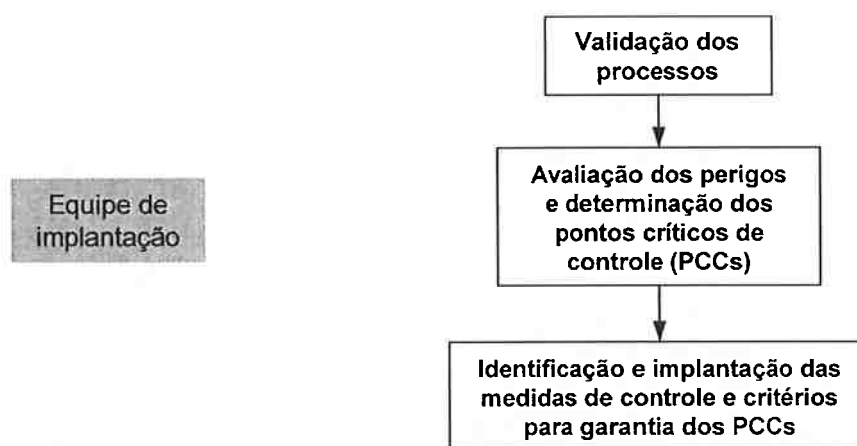 Validação dos
processos
Equipe de
implantação
Avaliação dos perigos
e determinação dos
pontos críticos de
controle (PCCs)
Identificação e implantação das
medidas de controle e critérios
para garantia dos PCCs